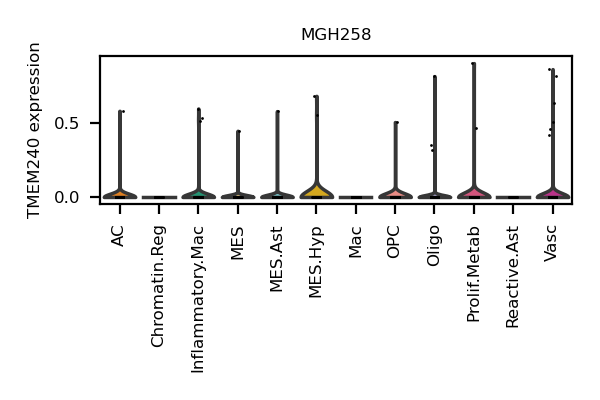 MGH258
TMEM240 expression
0.5
0.0
AC
Chromatin.Reg
Inflammatory.Mac
MES
MES.Ast
MES.Hyp
Mac
OPC
Oligo
Prolif.Metab
Reactive.Ast
Vasc